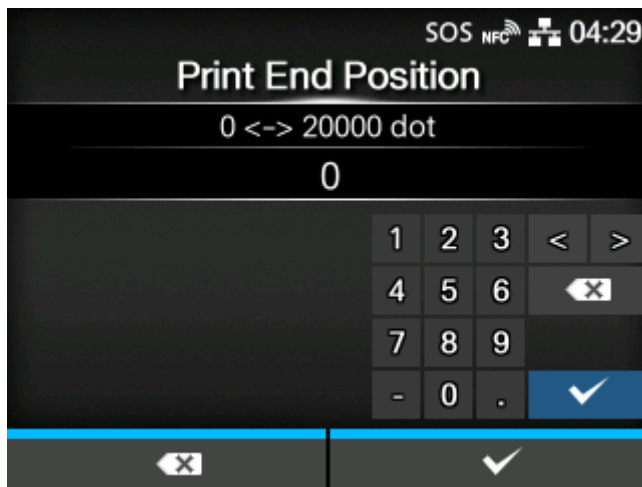 SOS NFC 04:29
Print End Position
0 <-> 20000 dot
0
1 2 3 < >
4 5 6
7 8 9
- 0 .